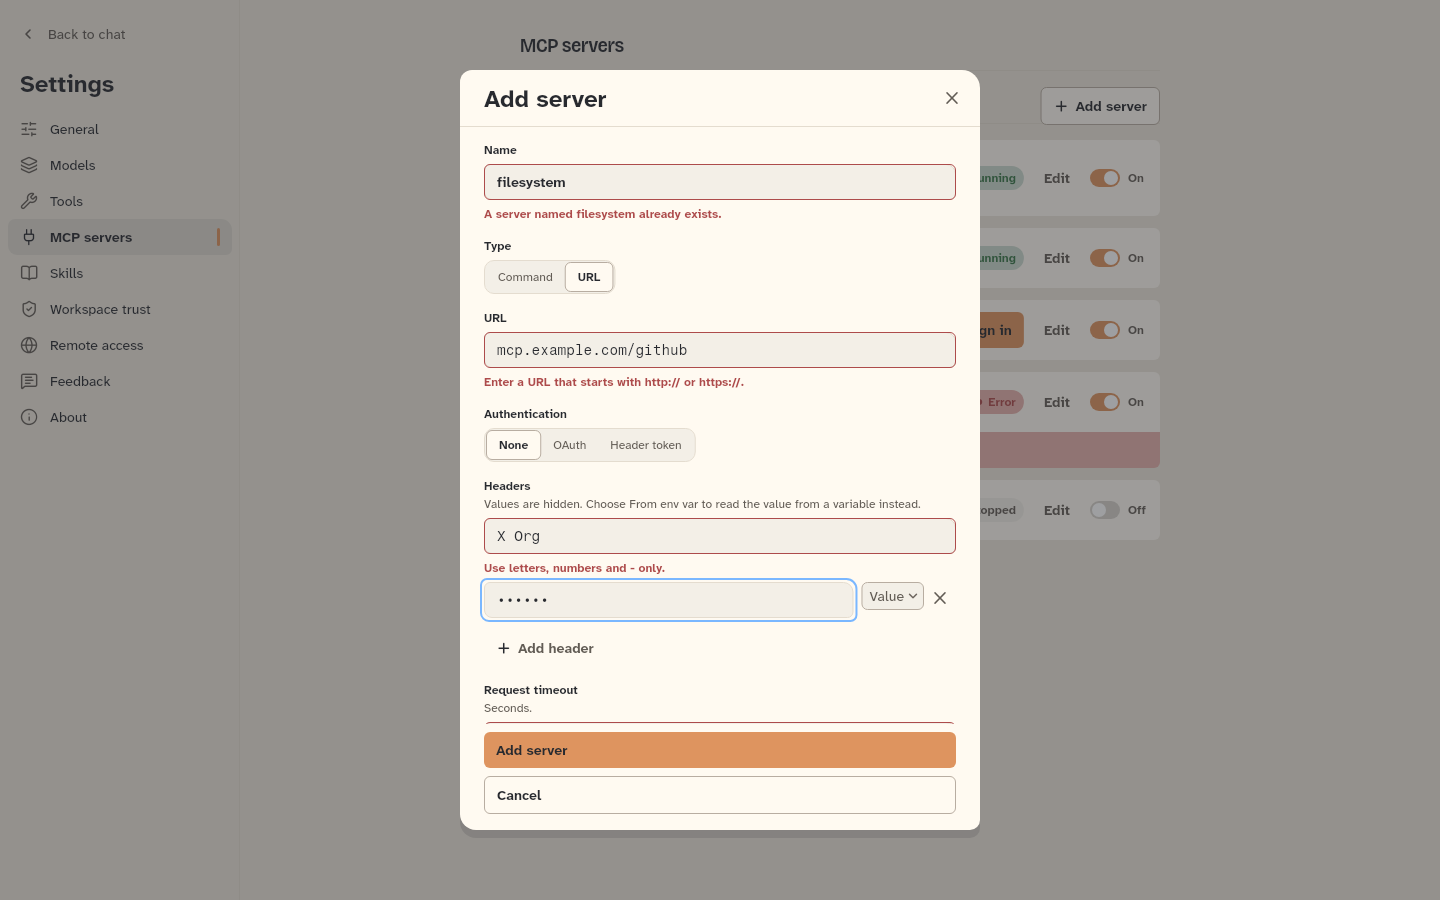 Back to chat
Settings
General
Models
Tools
MCP servers
Skills
Workspace trust
Remote access
Feedback
About
MCP servers
Add server
Edit On
Edit On
Edit On
Error Edit On
Edit Off
Add server
Name
filesystem
A server named filesystem already exists.
Type
Command URL
URL
mcp.example.com/github
Enter a URL that starts with http:// or https://.
Authentication
None OAuth Header token
Headers
Values are hidden. Choose From env var to read the value from a variable instead.
X Org
Use letters, numbers and - only.
•••••• Value
Add header
Request timeout
Seconds.
Add server
Cancel